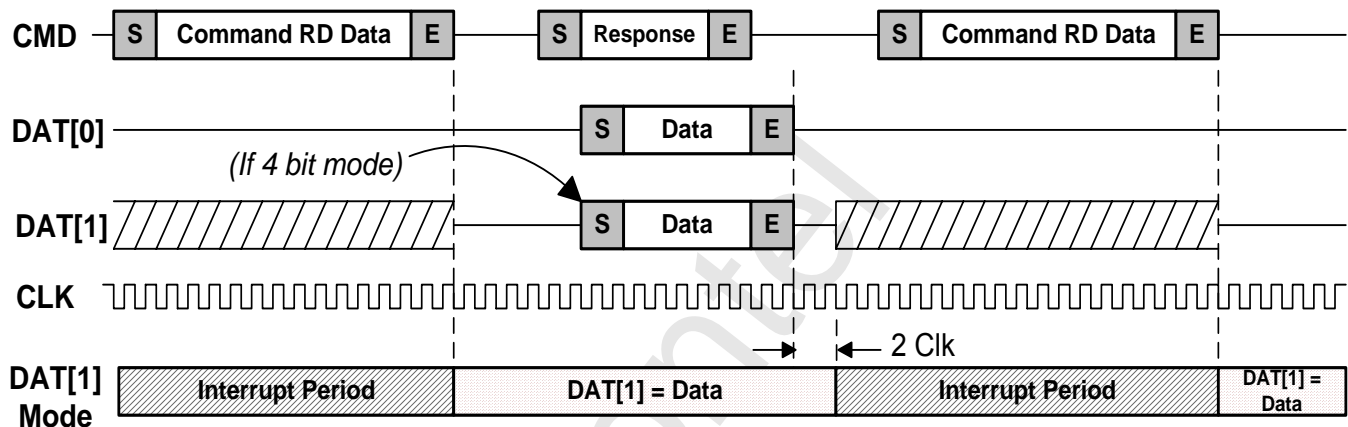 CMD S Command RD Data E S Response E S Command RD Data E
DAT[0] S Data E
(If 4 bit mode)
DAT[1] S Data E
CLK
2 Clk
DAT[1] Mode Interrupt Period DAT[1] = Data Interrupt Period DAT[1] = Data